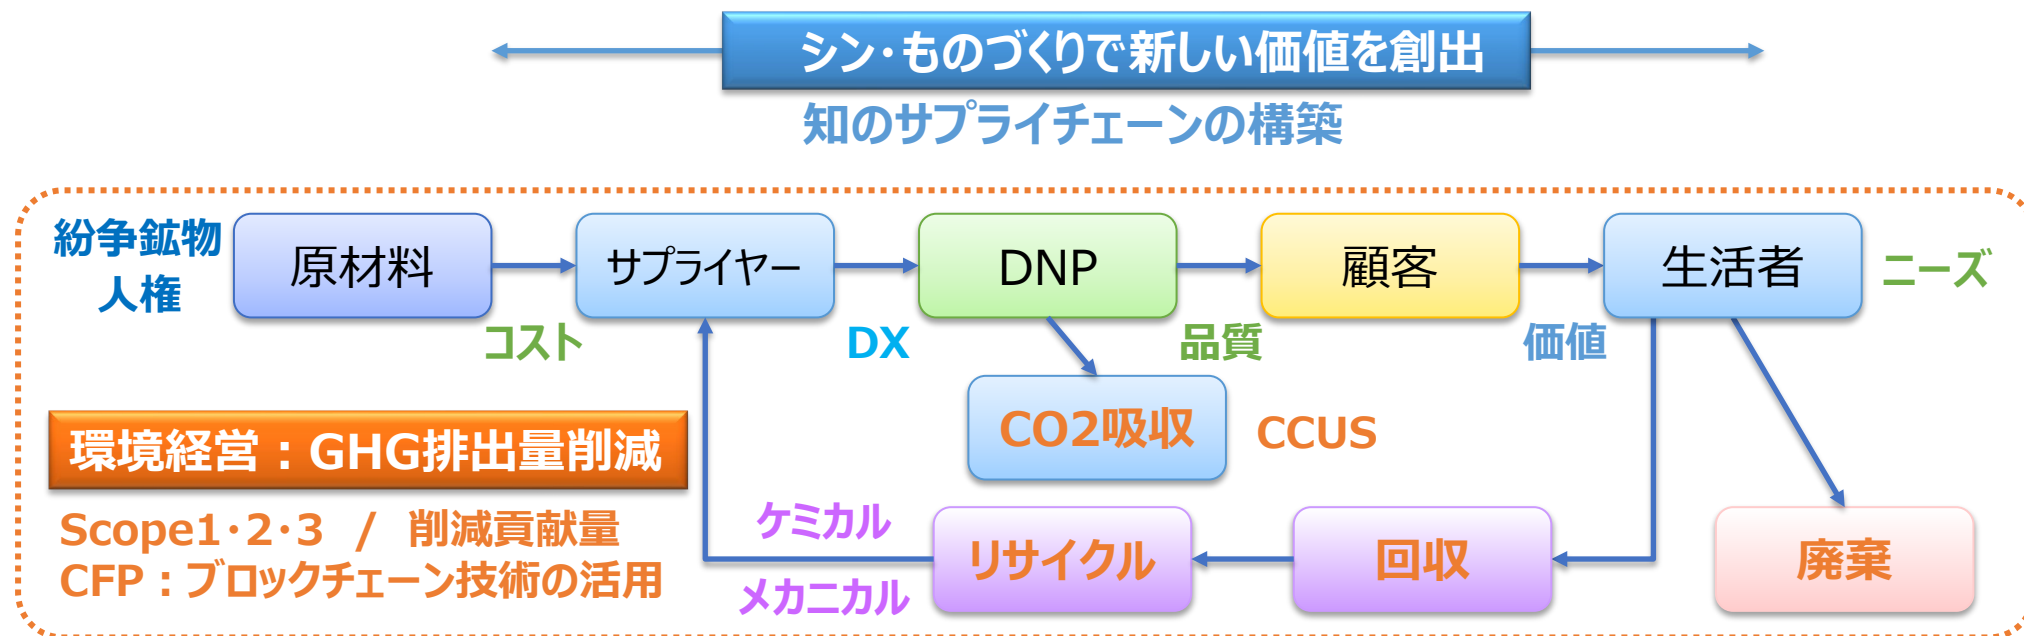 シン・ものづくりで新しい価値を創出
知のサプライチェーンの構築
紛争鉱物
人権
原材料
サプライヤー
DNP
顧客
生活者
ニーズ
コスト
DX
品質
価値
CO2吸収
CCUS
環境経営：GHG排出量削減
Scope1・2・3 / 削減貢献量
CFP：ブロックチェーン技術の活用
ケミカル
メカニカル
リサイクル
回収
廃棄